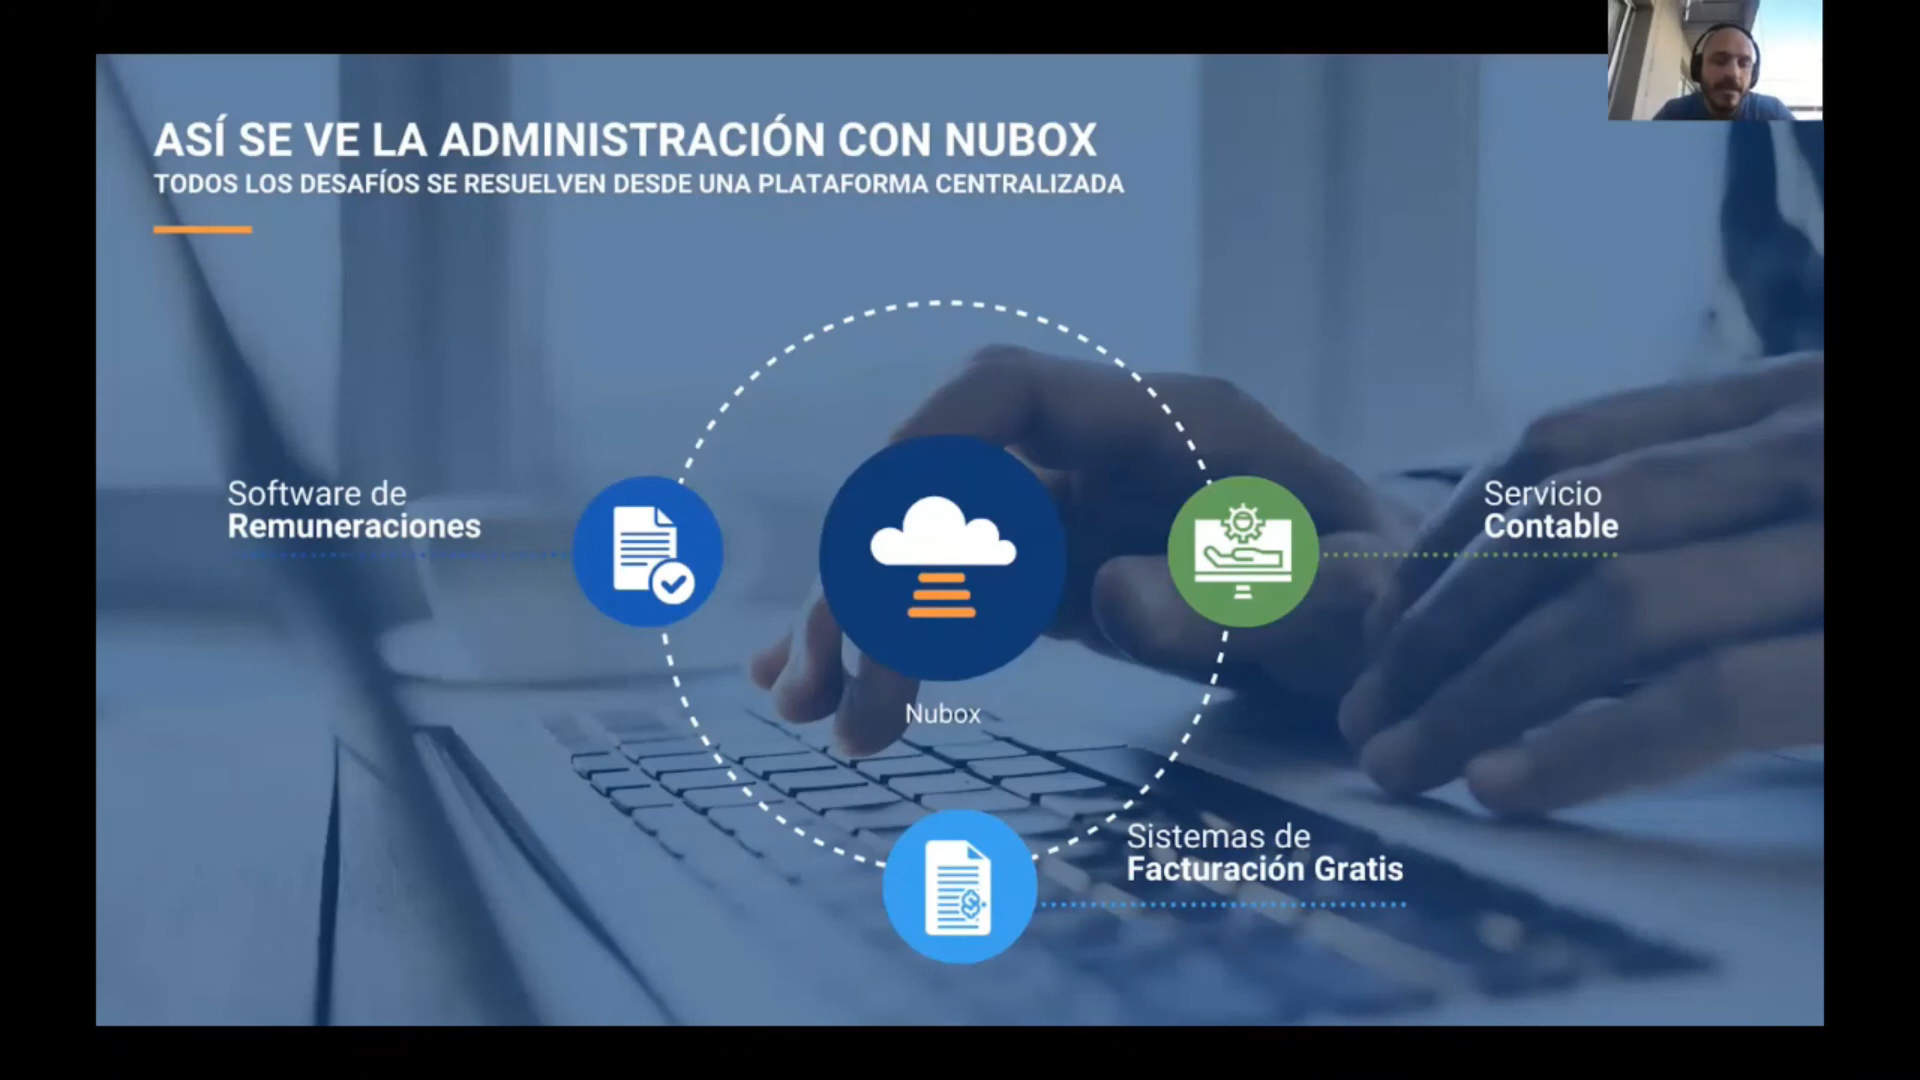 ASÍ SE VE LA ADMINISTRACIÓN CON NUBOX
TODOS LOS DESAFÍOS SE RESUELVEN DESDE UNA PLATAFORMA CENTRALIZADA
Software de
Remuneraciones
Servicio
Contable
Nubox
Sistemas de
Facturación Gratis